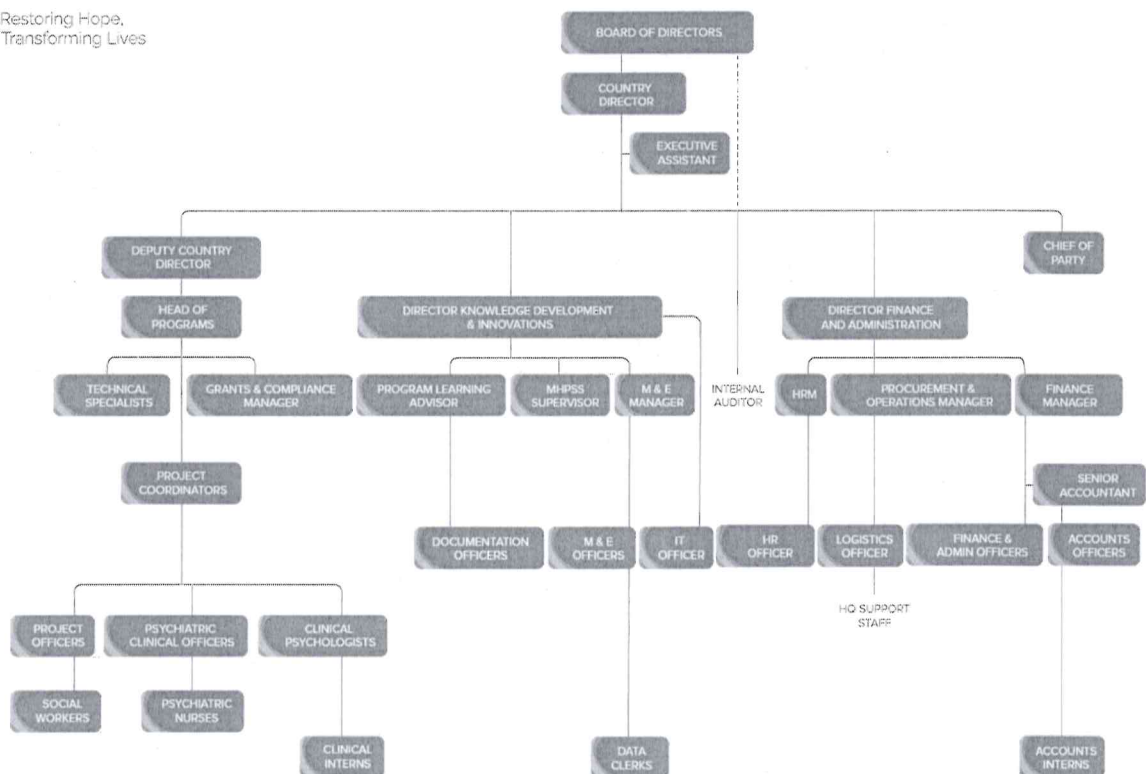 Restoring Hope,
Transforming Lives
BOARD OF DIRECTORS
COUNTRY
DIRECTOR
EXECUTIVE
ASSISTANT
DEPUTY COUNTRY
DIRECTOR
CHIEF OF
PARTY
HEAD OF
PROGRAMS
DIRECTOR KNOWLEDGE DEVELOPMENT
& INNOVATIONS
DIRECTOR FINANCE
AND ADMINISTRATION
TECHNICAL
SPECIALISTS
GRANTS & COMPLIANCE
MANAGER
PROGRAM LEARNING
ADVISOR
MHPSS
SUPERVISOR
M & E
MANAGER
INTERNAL
AUDITOR
HRM
PROCUREMENT &
OPERATIONS MANAGER
FINANCE
MANAGER
PROJECT
COORDINATORS
SENIOR
ACCOUNTANT
DOCUMENTATION
OFFICERS
M & E
OFFICERS
IT
OFFICER
HR
OFFICER
LOGISTICS
OFFICER
FINANCE &
ADMIN OFFICERS
ACCOUNTS
OFFICERS
HQ SUPPORT
STAFF
PROJECT
OFFICERS
PSYCHIATRIC
CLINICAL OFFICERS
CLINICAL
PSYCHOLOGISTS
SOCIAL
WORKERS
PSYCHIATRIC
NURSES
CLINICAL
INTERNS
DATA
CLERKS
ACCOUNTS
INTERNS